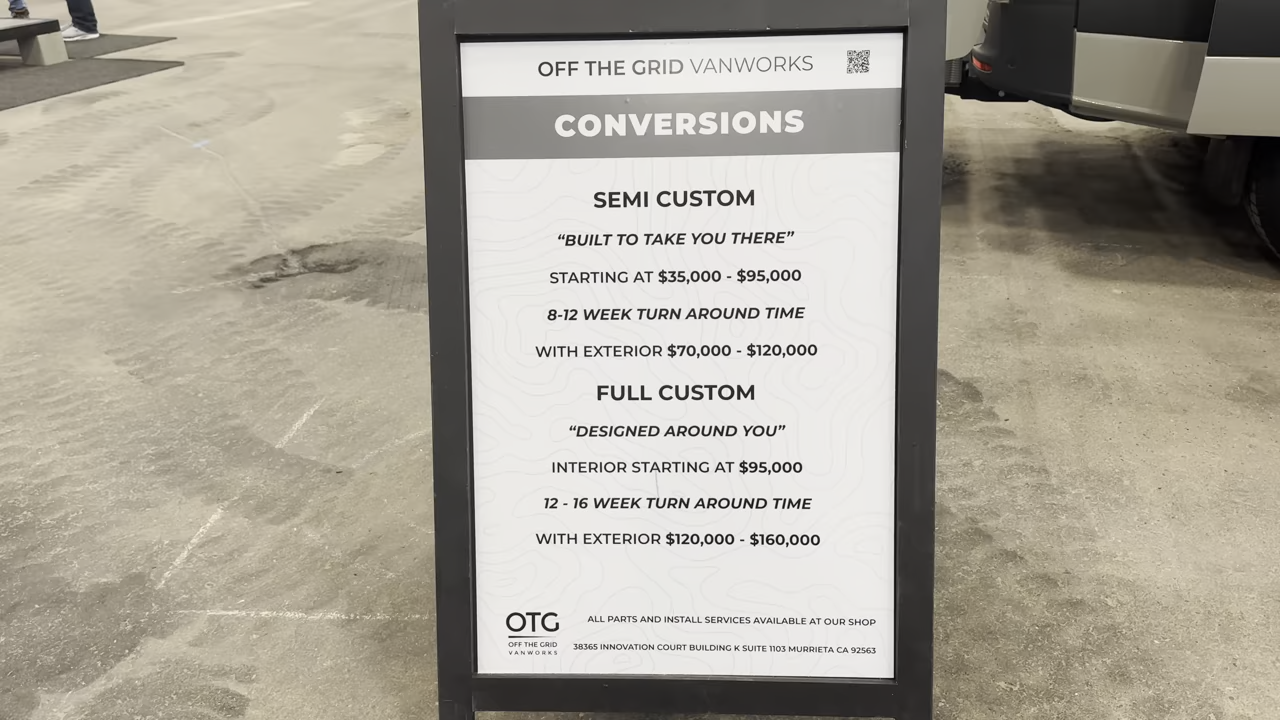 OFF THE GRID VANWORKS
CONVERSIONS
SEMI CUSTOM
“BUILT TO TAKE YOU THERE”
STARTING AT $35,000 - $95,000
8-12 WEEK TURN AROUND TIME
WITH EXTERIOR $70,000 - $120,000
FULL CUSTOM
“DESIGNED AROUND YOU”
INTERIOR STARTING AT $95,000
12 - 16 WEEK TURN AROUND TIME
WITH EXTERIOR $120,000 - $160,000
OTG
OFF THE GRID
VANWORKS
ALL PARTS AND INSTALL SERVICES AVAILABLE AT OUR SHOP
38365 INNOVATION COURT BUILDING K SUITE 1103 MURRIETA CA 92563